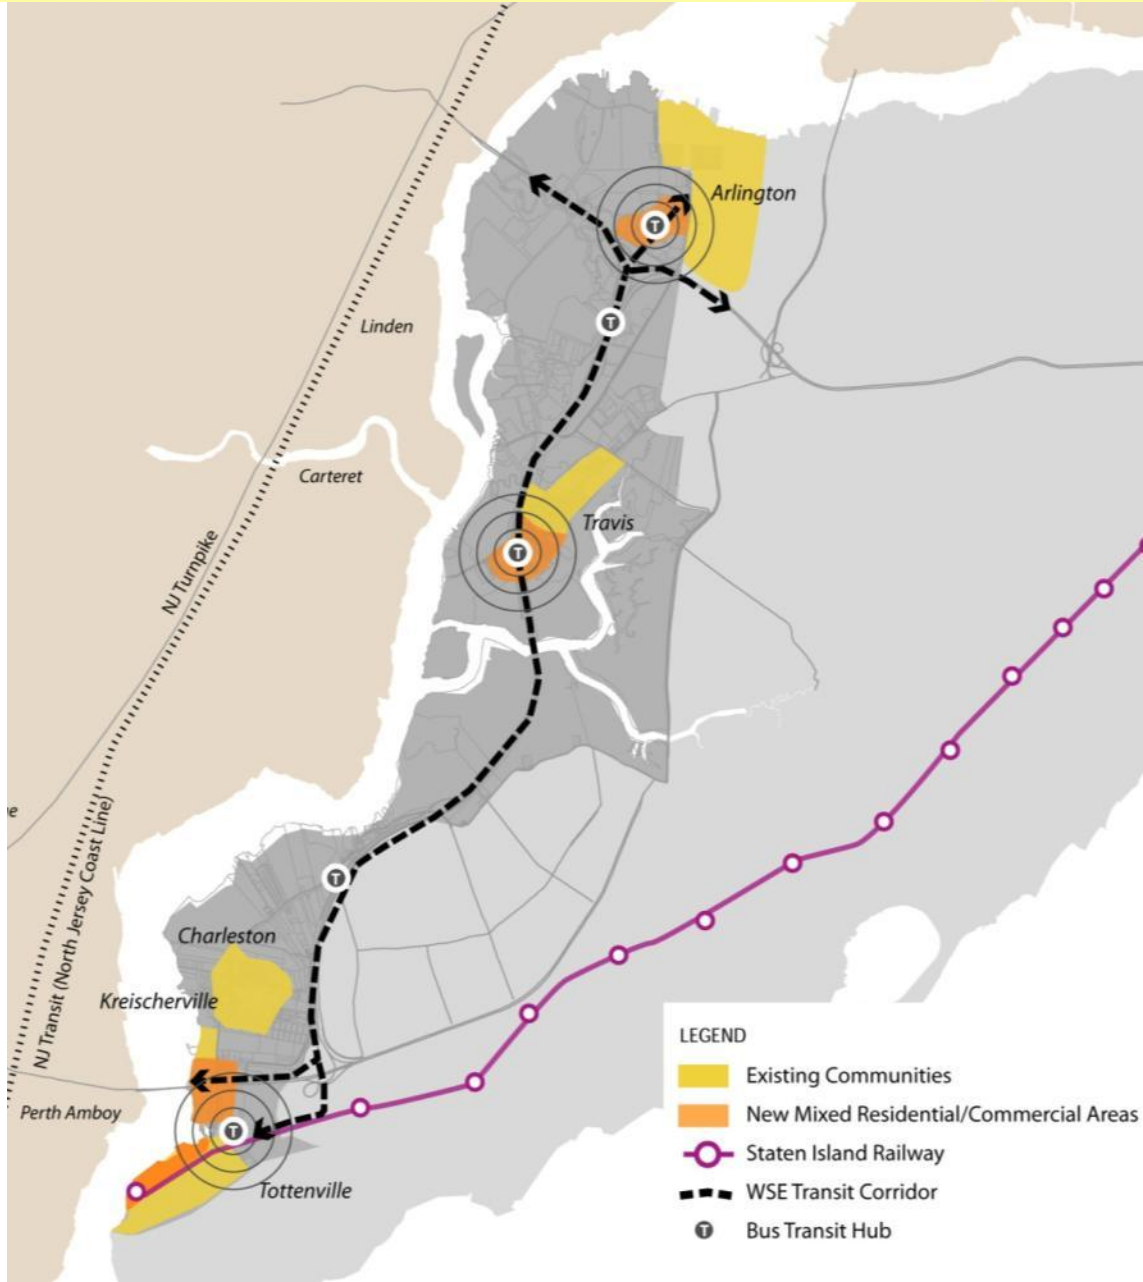 Arlington
Linden
Carteret
Travis
NJ Turnpike
NJ Transit (North Jersey Coast Line)
Charleston
Kreischerville
Perth Amboy
Tottenville
T
T
T
T
T
LEGEND
Existing Communities
New Mixed Residential/Commercial Areas
Staten Island Railway
WSE Transit Corridor
T Bus Transit Hub